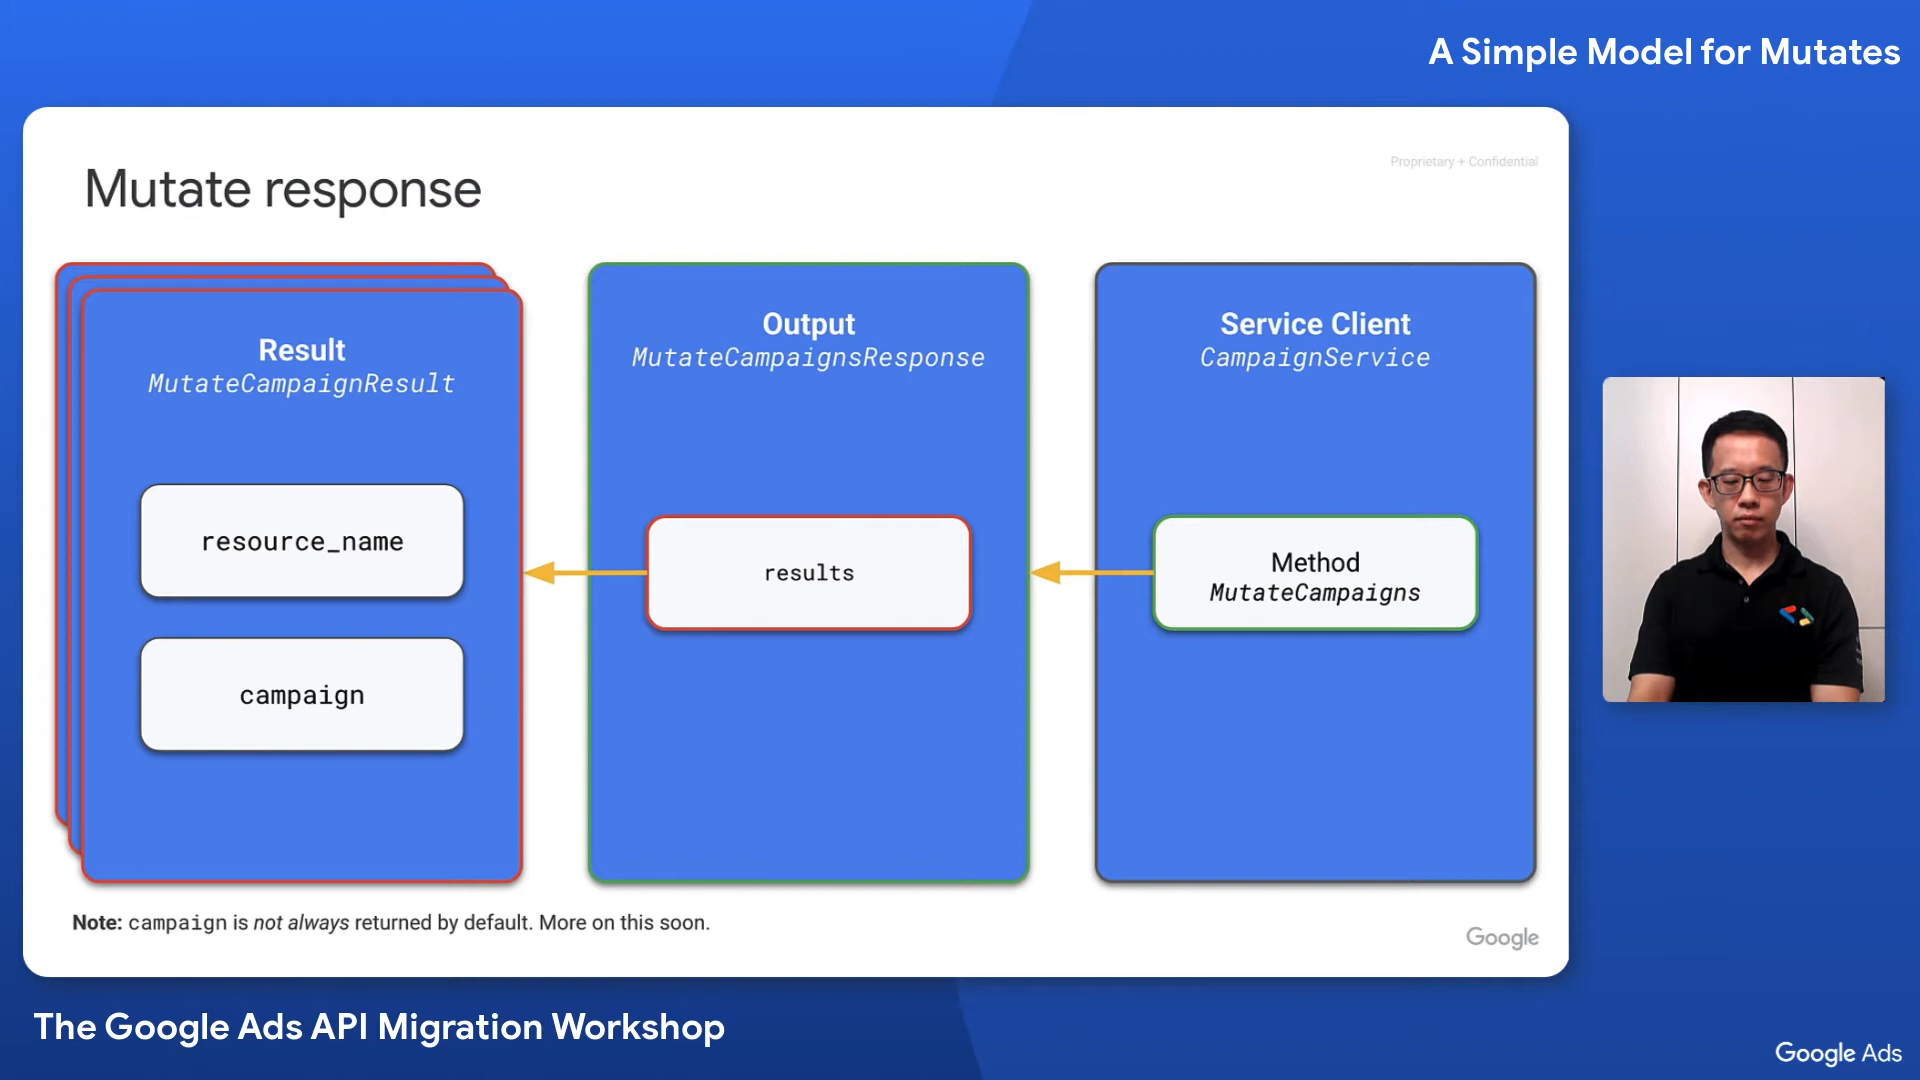 A Simple Model for Mutates
Proprietary + Confidential
Mutate response
Result
MutateCampaignResult
resource_name
campaign
Output
MutateCampaignsResponse
results
Service Client
CampaignService
Method
MutateCampaigns
Note: campaign is not always returned by default. More on this soon.
Google
The Google Ads API Migration Workshop
Google Ads